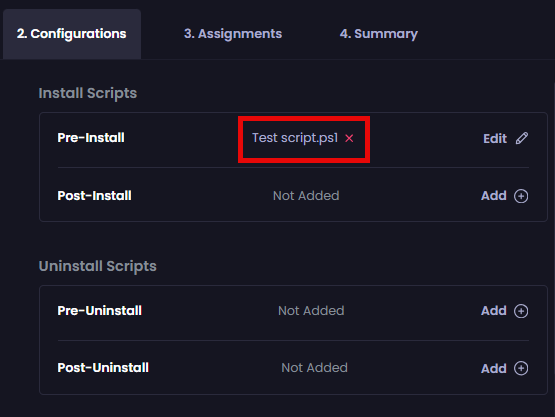 2. Configurations 3. Assignments 4. Summary
Install Scripts
Pre-Install Test script.ps1 × Edit
Post-Install Not Added Add
Uninstall Scripts
Pre-Uninstall Not Added Add
Post-Uninstall Not Added Add